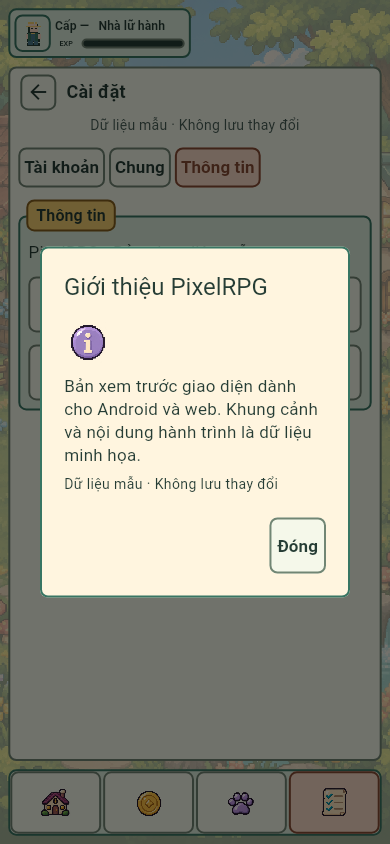 Cấp — Nhà lữ hành
EXP
Cài đặt
Dữ liệu mẫu · Không lưu thay đổi
Tài khoản Chung Thông tin
Thông tin
Giới thiệu PixelRPG
Bản xem trước giao diện dành
cho Android và web. Khung cảnh
và nội dung hành trình là dữ liệu
minh họa.
Dữ liệu mẫu · Không lưu thay đổi
Đóng